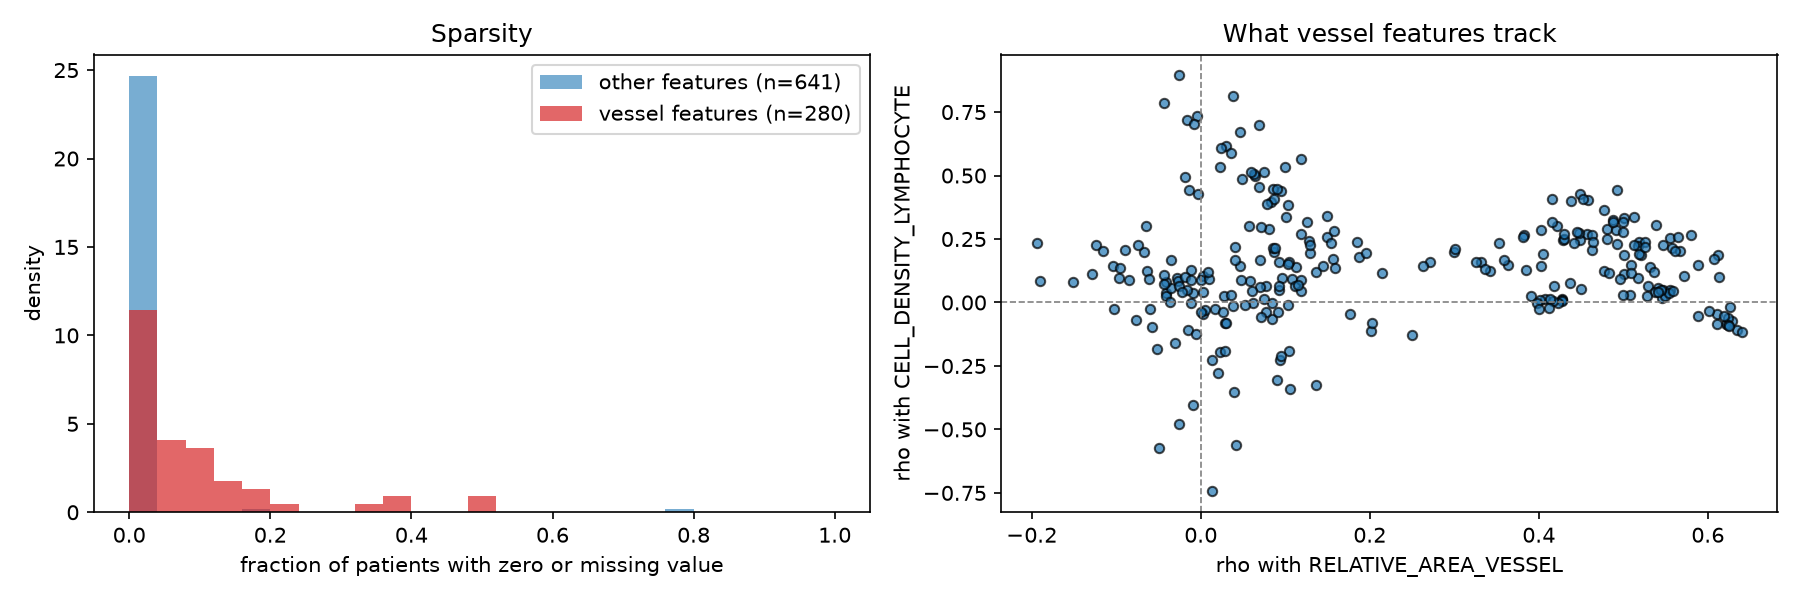 Sparsity
other features (n=641)
vessel features (n=280)
density
25
20
15
10
5
0
0.0 0.2 0.4 0.6 0.8 1.0
fraction of patients with zero or missing value
What vessel features track
rho with CELL_DENSITY_LYMPHOCYTE
0.75
0.50
0.25
0.00
−0.25
−0.50
−0.75
−0.2 0.0 0.2 0.4 0.6
rho with RELATIVE_AREA_VESSEL